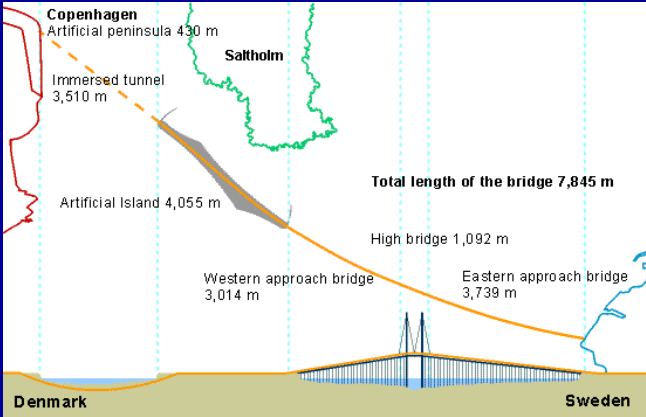 Copenhagen
Artificial peninsula 430 m
Saltholm
Immersed tunnel
3,510 m
Total length of the bridge 7,845 m
Artificial Island 4,055 m
High bridge 1,092 m
Western approach bridge
3,014 m
Eastern approach bridge
3,739 m
Denmark
Sweden